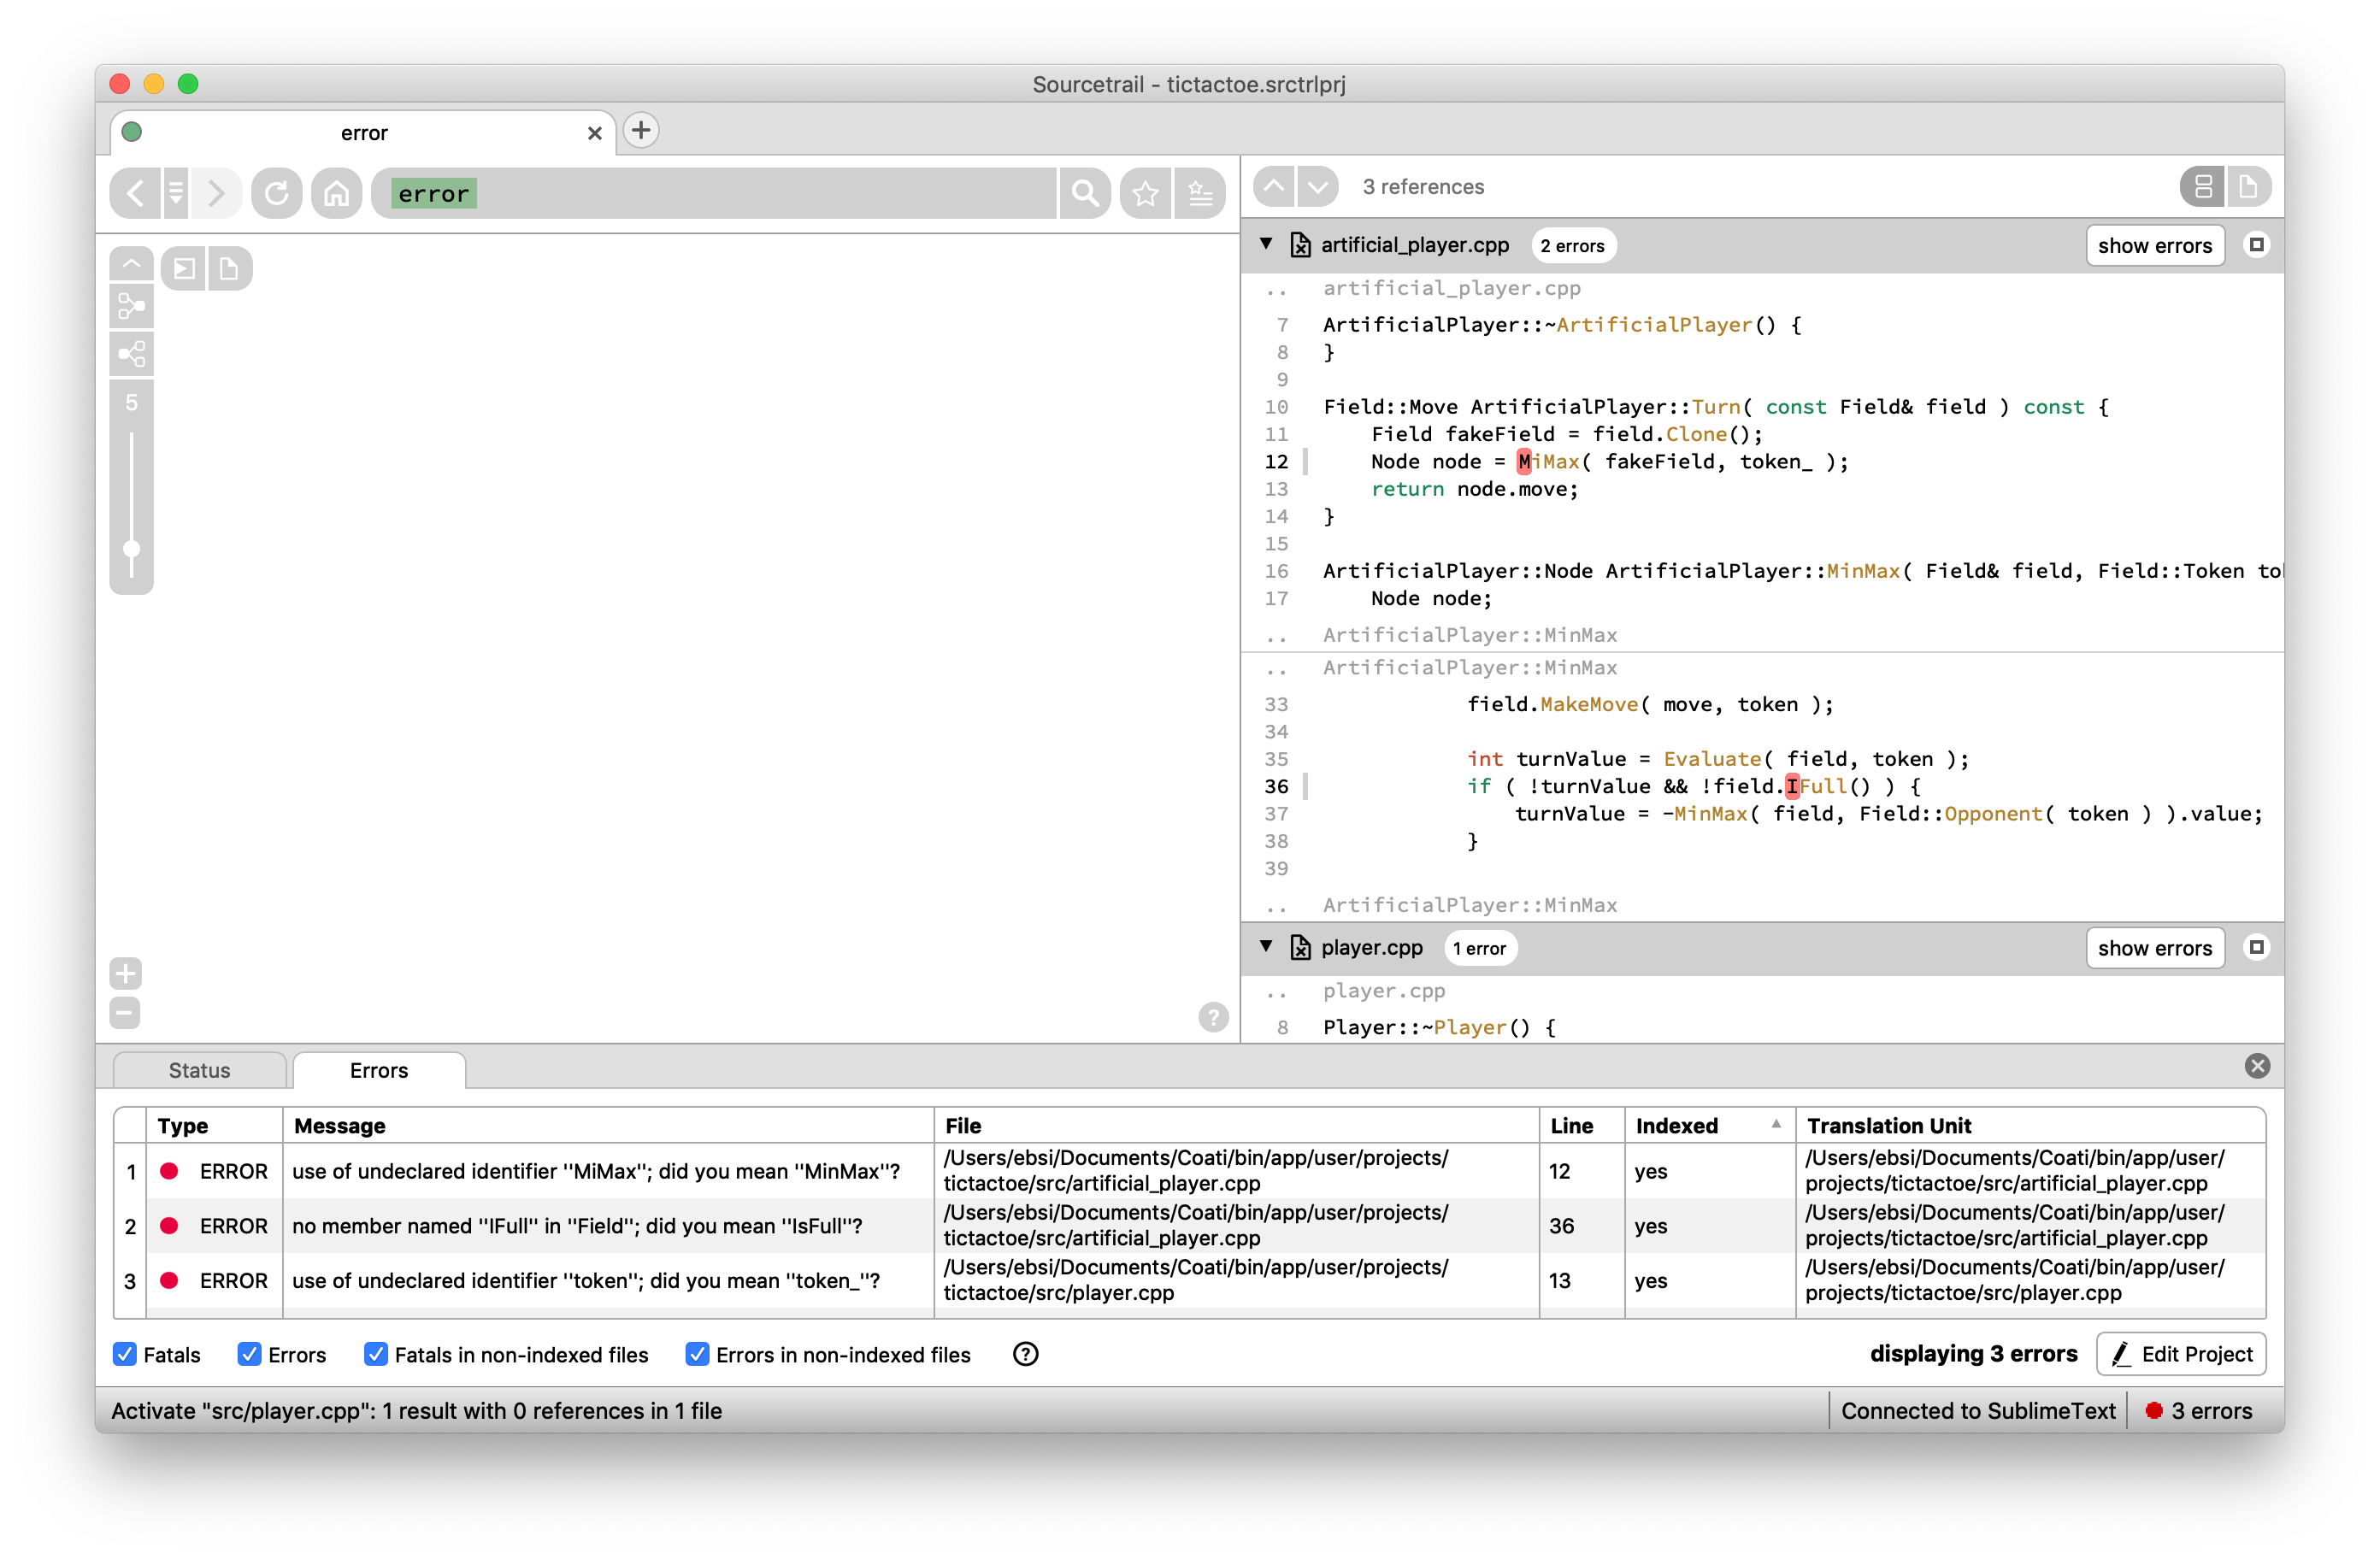 Sourcetrail - tictactoe.srctrlprj
error
error
5
3 references
artificial_player.cpp 2 errors show errors
.. artificial_player.cpp
7 ArtificialPlayer::~ArtificialPlayer() {
8 }
9
10 Field::Move ArtificialPlayer::Turn( const Field& field ) const {
11 Field fakeField = field.Clone();
12 Node node = MiMax( fakeField, token_ );
13 return node.move;
14 }
15
16 ArtificialPlayer::Node ArtificialPlayer::MinMax( Field& field, Field::Token tok
17 Node node;
.. ArtificialPlayer::MinMax
.. ArtificialPlayer::MinMax
33 field.MakeMove( move, token );
34
35 int turnValue = Evaluate( field, token );
36 if ( !turnValue && !field.IFull() ) {
37 turnValue = -MinMax( field, Field::Opponent( token ) ).value;
38 }
39
.. ArtificialPlayer::MinMax
player.cpp 1 error show errors
.. player.cpp
8 Player::~Player() {
?
Status Errors
Type Message File Line Indexed Translation Unit
1 ERROR use of undeclared identifier ''MiMax''; did you mean ''MinMax''? /Users/ebsi/Documents/Coati/bin/app/user/projects/ 12 yes /Users/ebsi/Documents/Coati/bin/app/user/
tictactoe/src/artificial_player.cpp projects/tictactoe/src/artificial_player.cpp
2 ERROR no member named ''IFull'' in ''Field''; did you mean ''IsFull''? /Users/ebsi/Documents/Coati/bin/app/user/projects/ 36 yes /Users/ebsi/Documents/Coati/bin/app/user/
tictactoe/src/artificial_player.cpp projects/tictactoe/src/artificial_player.cpp
3 ERROR use of undeclared identifier ''token''; did you mean ''token_''? /Users/ebsi/Documents/Coati/bin/app/user/projects/ 13 yes /Users/ebsi/Documents/Coati/bin/app/user/
tictactoe/src/player.cpp projects/tictactoe/src/player.cpp
Fatals Errors Fatals in non-indexed files Errors in non-indexed files ? displaying 3 errors Edit Project
Activate "src/player.cpp": 1 result with 0 references in 1 file Connected to SublimeText 3 errors